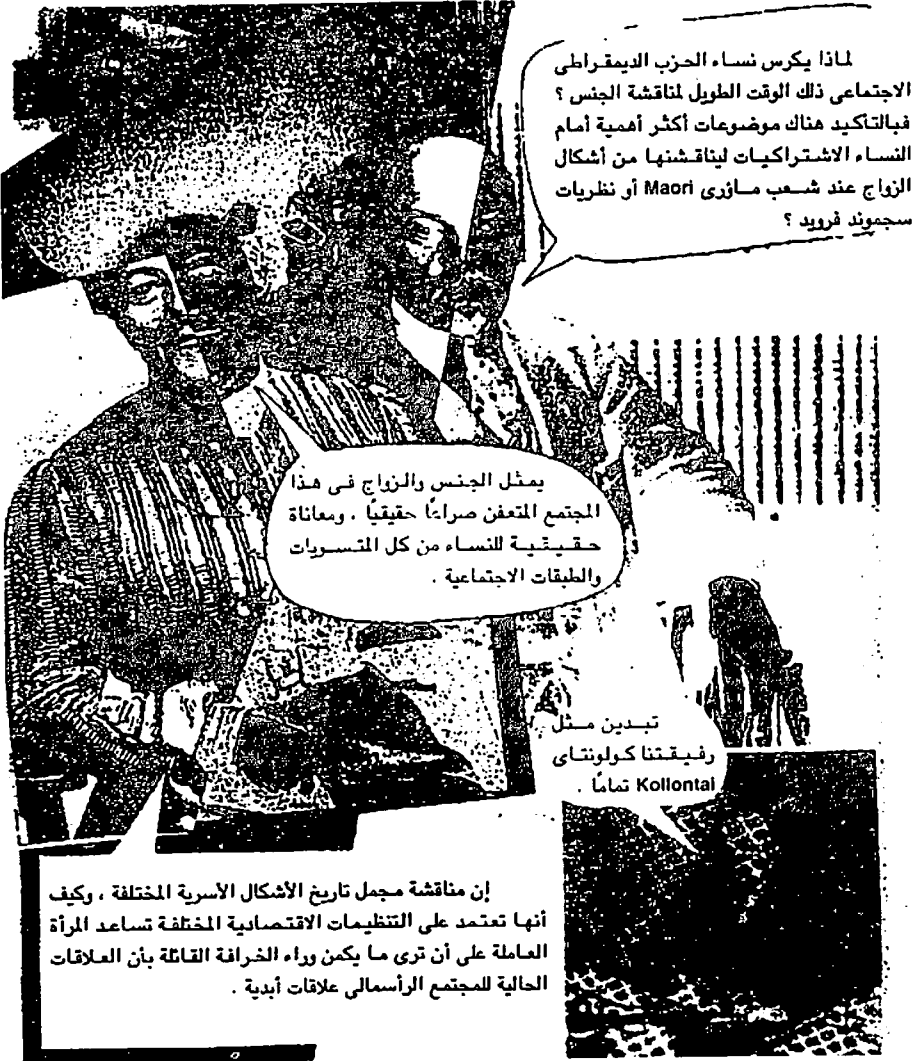 لماذا يكرس نساء الحزب الديمقراطى
الاجتماعى ذلك الوقت الطويل لمناقشة الجنس ؟
فبالتأكيد هناك موضوعات أكثر أهمية أمام
النساء الاشتراكيات ليناقشنها من أشكال
الزواج عند شعب مازرى Maori أو نظريات
سجموند فرويد ؟
يمثل الجنس والزواج فى هذا
المجتمع المتعفن صراعًا حقيقيًا ، ومعاناة
حقيقية للنساء من كل المتسويات
والطبقات الاجتماعية .
تبدين مثل
رفيقتنا كولونتاى
Kollontai تمامًا .
إن مناقشة مجمل تاريخ الأشكال الأسرية المختلفة ، وكيف
أنها تعتمد على التنظيمات الاقتصادية المختلفة تساعد المرأة
العاملة على أن ترى ما يكمن وراء الخرافة القائلة بأن العلاقات
الحالية للمجتمع الرأسمالى علاقات أبدية .